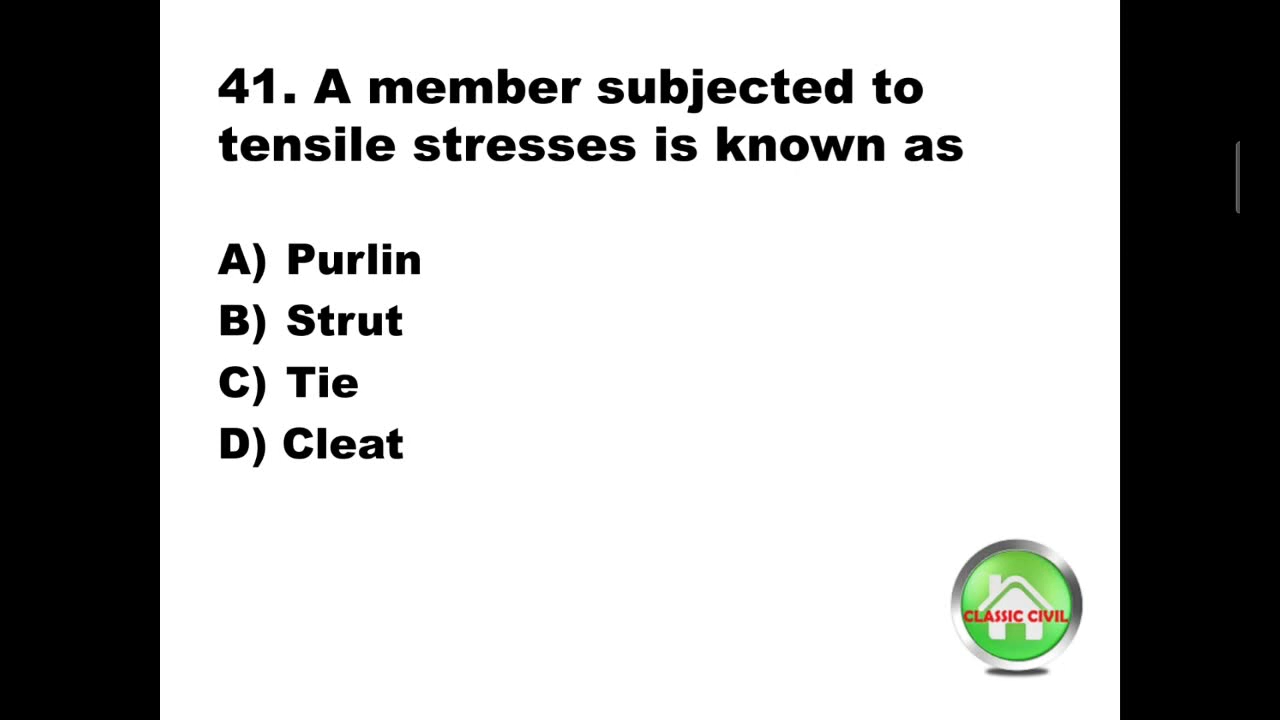 41. A member subjected to
tensile stresses is known as
A) Purlin
B) Strut
C) Tie
D) Cleat
CLASSIC CIVIL